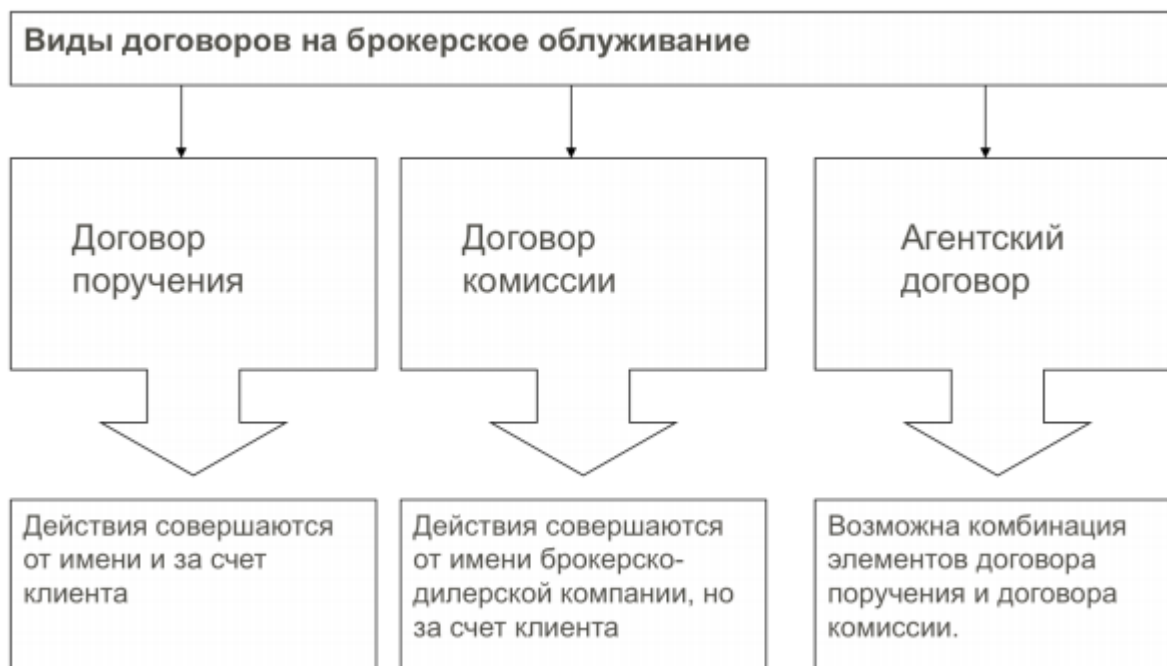 Виды договоров на брокерское облуживание
Договор
поручения
Договор
комиссии
Агентский
договор
Действия совершаются
от имени и за счет
клиента
Действия совершаются
от имени брокерско-
дилерской компании, но
за счет клиента
Возможна комбинация
элементов договора
поручения и договора
комиссии.